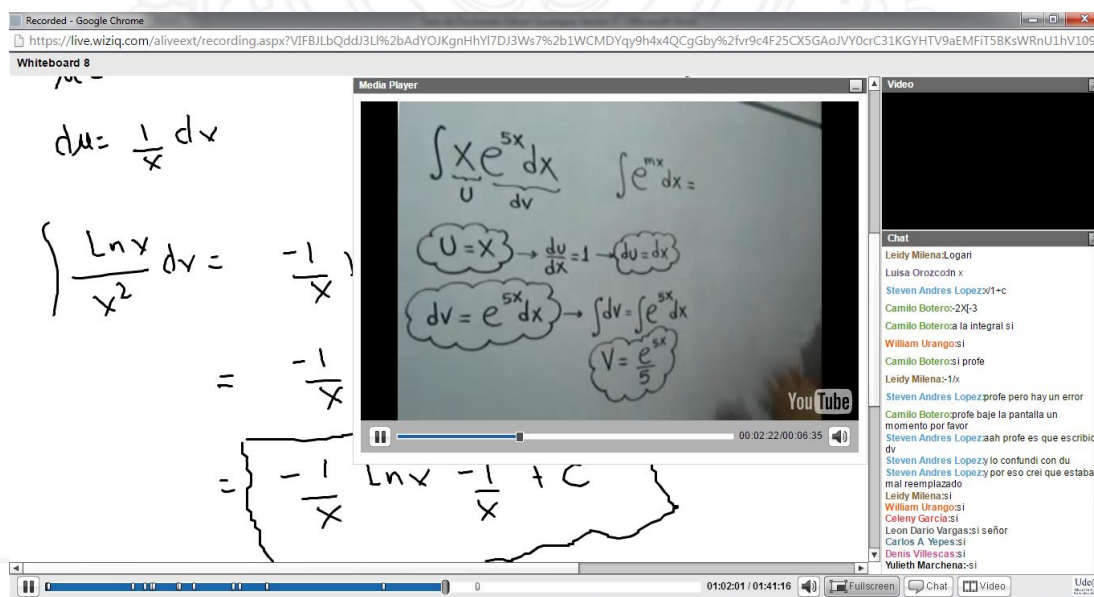 Recorded - Google Chrome
https://live.wiziq.com/aliveext/recording.aspx?VIFBJLbQddJ3Ll%2bAdYOJKgnHhYl7DJ3Ws7%2b1WCMDYqy9h4x4QCgGby%2fvr9c4F25CX5GAoJVY0crC31KGYHTV9aEMFiT5BKsWRnU1hV109
Whiteboard 8
du= 1/x dx
∫ Lnx/x² dv = -1/x
= -1/x
= -1/x Lnx -1/x + C
Media Player
∫ x e^5x dx
U dv
∫ e^mx dx =
U = X → du/dx = 1 → du = dx
dv = e^5x dx → ∫dv = ∫e^5x dx
V = e^5x/5
YouTube
00:02:22/00:06:35
Video
Chat
Leidy Milena:Logari
Luisa Orozco:ln x
Steven Andres Lopez:x/1+c
Camilo Botero:-2X[-3
Camilo Botero:a la integral si
William Urango:si
Camilo Botero:si profe
Leidy Milena:-1/x
Steven Andres Lopez:profe pero hay un error
Camilo Botero:profe baje la pantalla un
momento por favor
Steven Andres Lopez:aah profe es que escribio
dv
Steven Andres Lopez:y lo confundi con du
Steven Andres Lopez:y por eso crei que estaba
mal reemplazado
Leidy Milena:si
William Urango:si
Celeny Garcia:si
Leon Dario Vargas:si señor
Carlos A Yepes:si
Denis Villescas:si
Yulieth Marchena:-si
01:02:01 / 01:41:16
Fullscreen
Chat
Video
Ude@